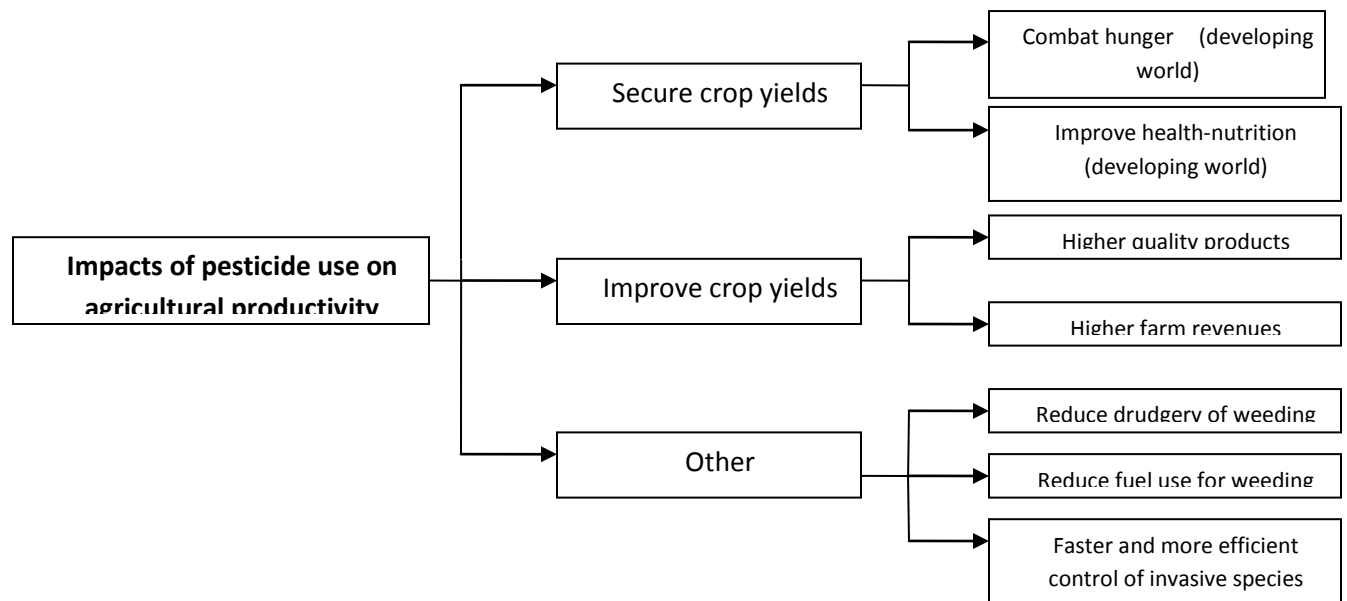 Impacts of pesticide use on
agricultural productivity
Secure crop yields
Combat hunger (developing
world)
Improve health-nutrition
(developing world)
Improve crop yields
Higher quality products
Higher farm revenues
Other
Reduce drudgery of weeding
Reduce fuel use for weeding
Faster and more efficient
control of invasive species